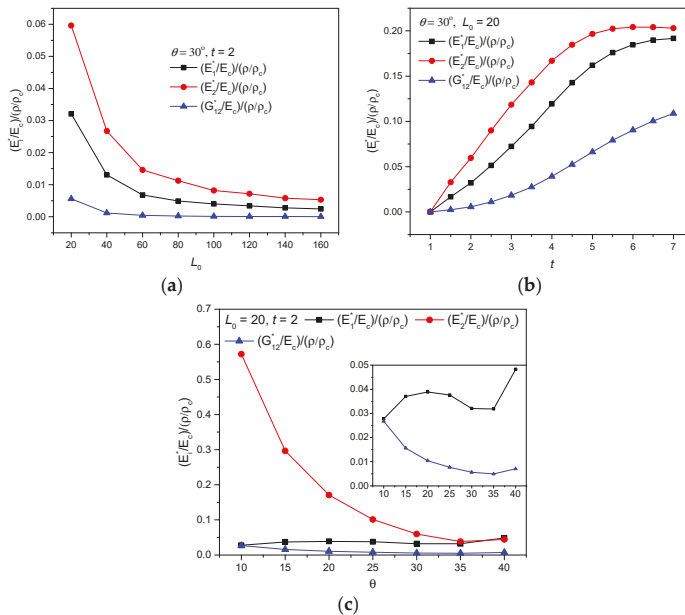 θ = 30°, t = 2
(E*1/Ec)/(ρ/ρc)
(E*2/Ec)/(ρ/ρc)
(G*12/Ec)/(ρ/ρc)
(E*i/Ec)/(ρ/ρc)
0.06
0.05
0.04
0.03
0.02
0.01
0.00
20 40 60 80 100 120 140 160
L0
(a)
θ = 30°, L0 = 20
(E*1/Ec)/(ρ/ρc)
(E*2/Ec)/(ρ/ρc)
(G*12/Ec)/(ρ/ρc)
(E*i/Ec)/(ρ/ρc)
0.20
0.15
0.10
0.05
0.00
1 2 3 4 5 6 7
t
(b)
L0 = 20, t = 2 (E*1/Ec)/(ρ/ρc) (E*2/Ec)/(ρ/ρc)
(G*12/Ec)/(ρ/ρc)
(E*i/Ec)/(ρ/ρc)
0.7
0.6
0.5
0.4
0.3
0.2
0.1
0.0
10 15 20 25 30 35 40
θ
0.05
0.04
0.03
0.02
0.01
0.00
10 15 20 25 30 35 40
(c)